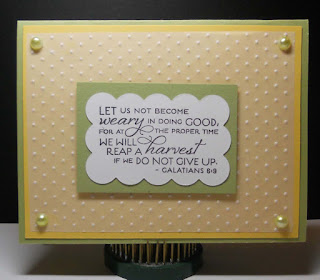 LET US NOT BECOME
weary IN DOING GOOD,
FOR AT THE PROPER TIME
WE WILL
REAP A harvest
IF WE DO NOT GIVE UP.
~ GALATIANS 6:9